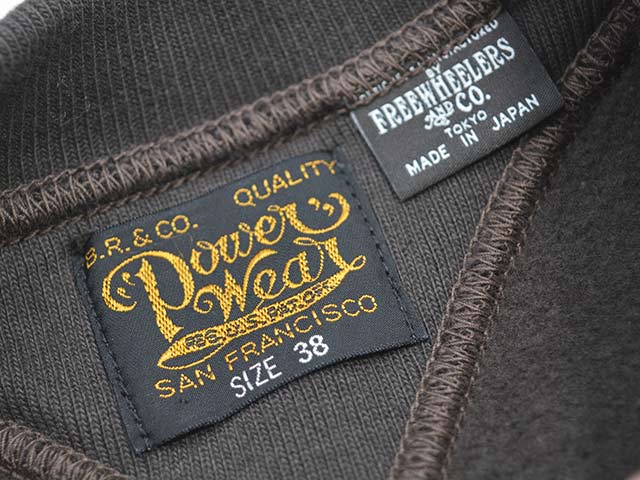 B.R. & CO. QUALITY
"Power"
Wear
SAN FRANCISCO
SIZE 38
BY
FREEWHEELERS
AND CO.
TOKYO
MADE IN JAPAN